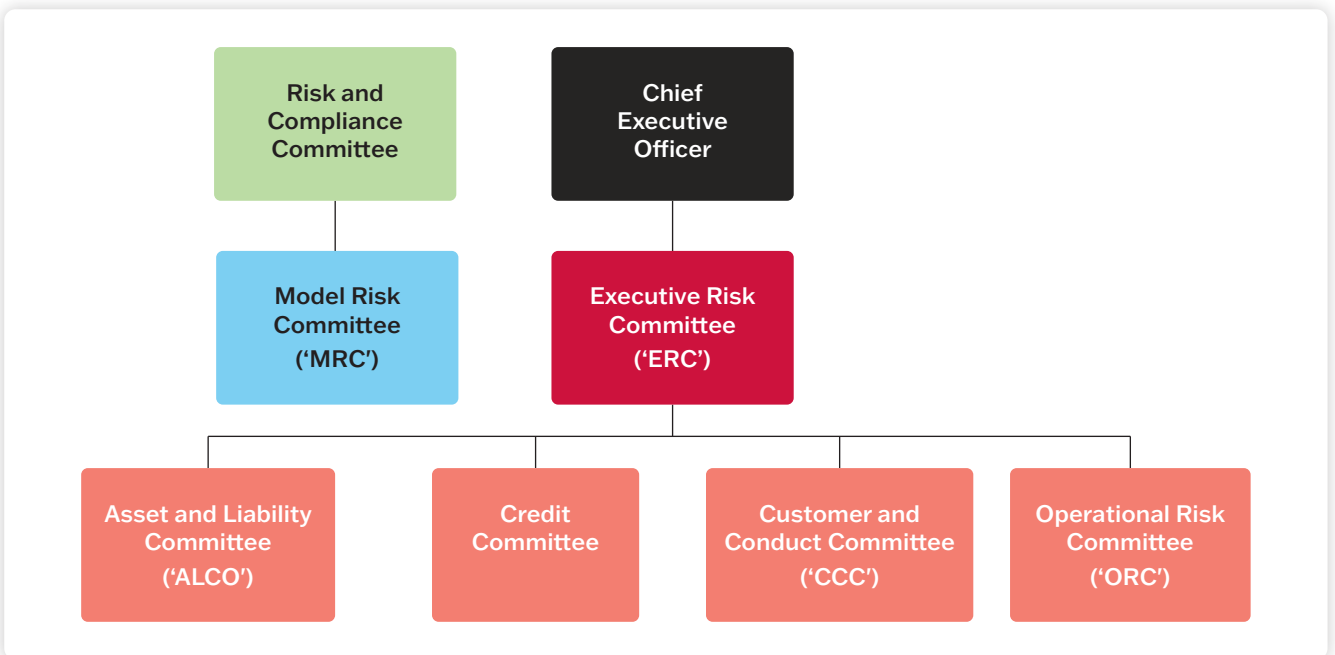 Risk and
Compliance
Committee
Chief
Executive
Officer
Model Risk
Committee
(‘MRC’)
Executive Risk
Committee
(‘ERC’)
Asset and Liability
Committee
(‘ALCO’)
Credit
Committee
Customer and
Conduct Committee
(‘CCC’)
Operational Risk
Committee
(‘ORC’)